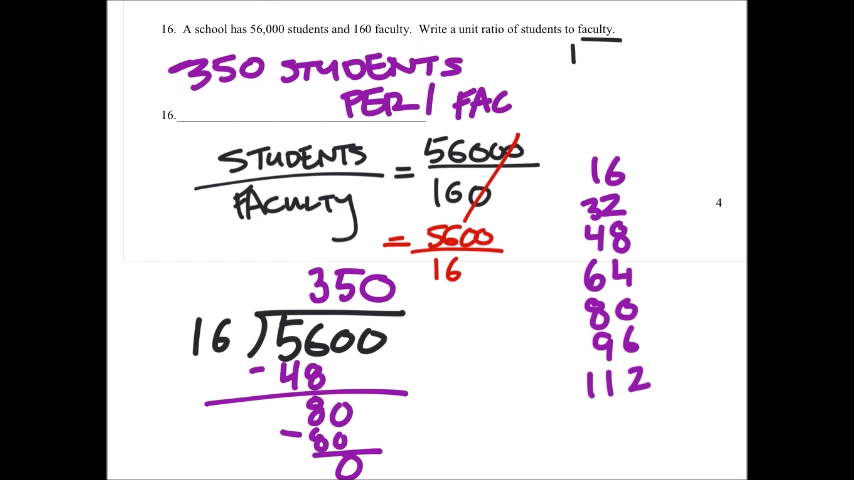 16. A school has 56,000 students and 160 faculty. Write a unit ratio of students to faculty.
1
350 STUDENTS
PER 1 FAC
16.
STUDENTS = 56000
FACULTY 160
= 5600
16
4
350
16 ) 5600
- 48
80
- 80
0
16
32
48
64
80
96
112